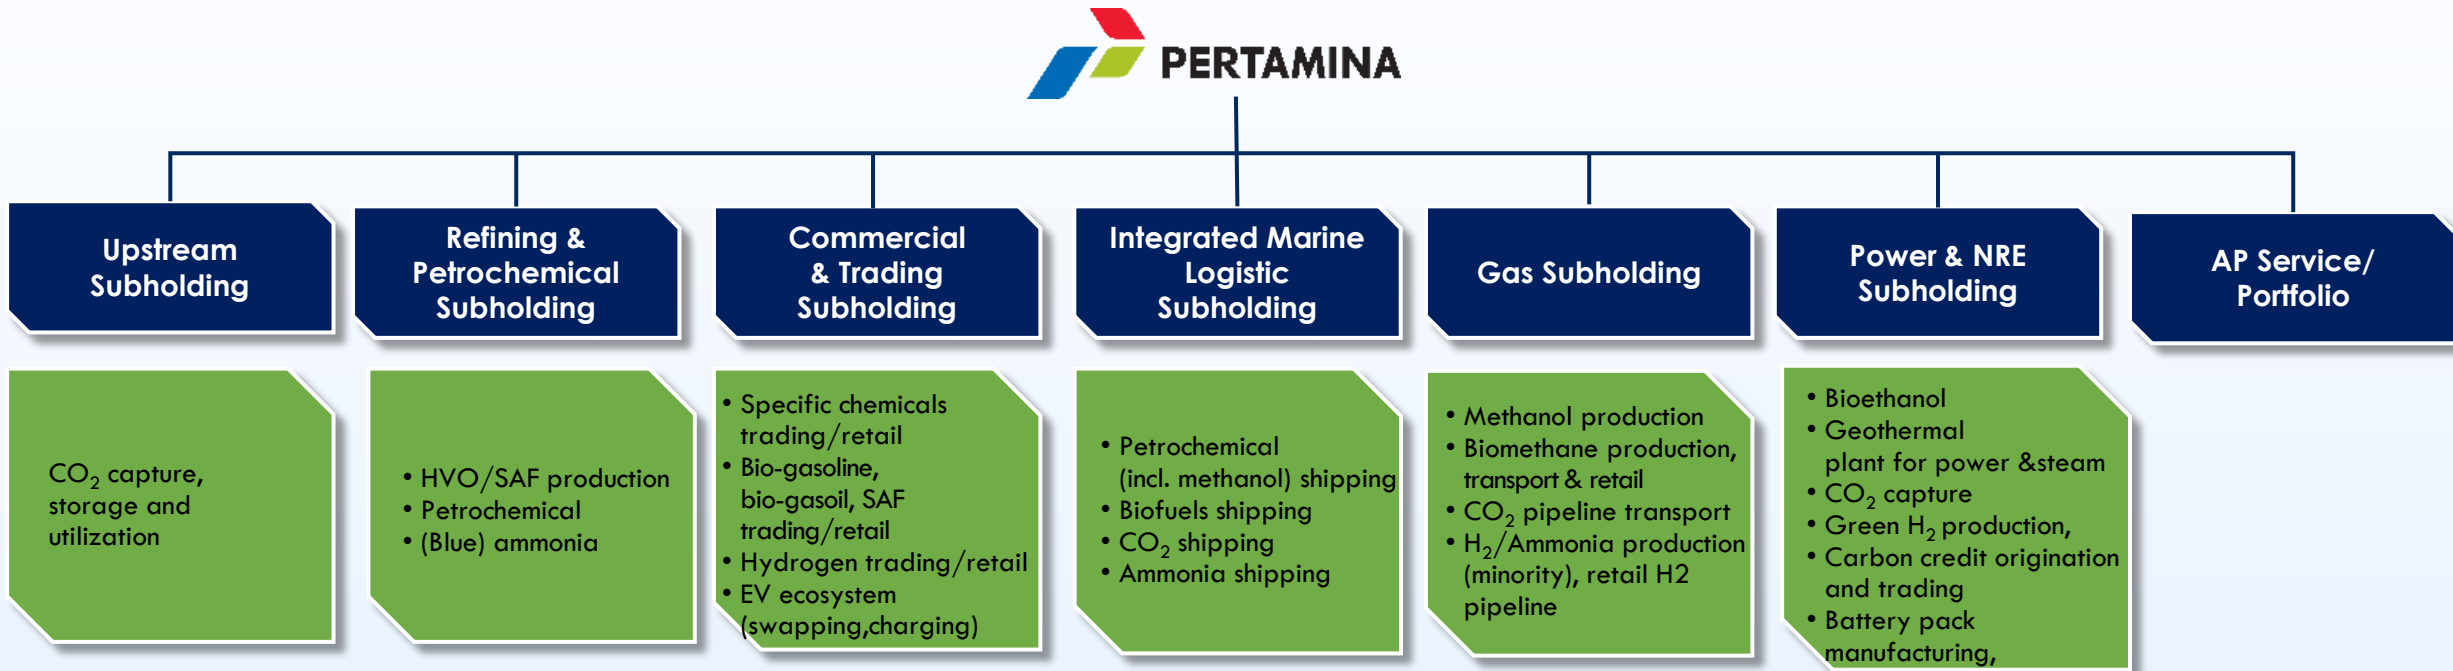 PERTAMINA
Upstream
Subholding
Refining &
Petrochemical
Subholding
Commercial
& Trading
Subholding
Integrated Marine
Logistic
Subholding
Gas Subholding
Power & NRE
Subholding
AP Service/
Portfolio
CO₂ capture,
storage and
utilization
• HVO/SAF production
• Petrochemical
• (Blue) ammonia
• Specific chemicals
trading/retail
• Bio-gasoline,
bio-gasoil, SAF
trading/retail
• Hydrogen trading/retail
• EV ecosystem
(swapping,charging)
• Petrochemical
(incl. methanol) shipping
• Biofuels shipping
• CO₂ shipping
• Ammonia shipping
• Methanol production
• Biomethane production,
transport & retail
• CO₂ pipeline transport
• H₂/Ammonia production
(minority), retail H2
pipeline
• Bioethanol
• Geothermal
plant for power &steam
• CO₂ capture
• Green H₂ production,
• Carbon credit origination
and trading
• Battery pack
manufacturing,